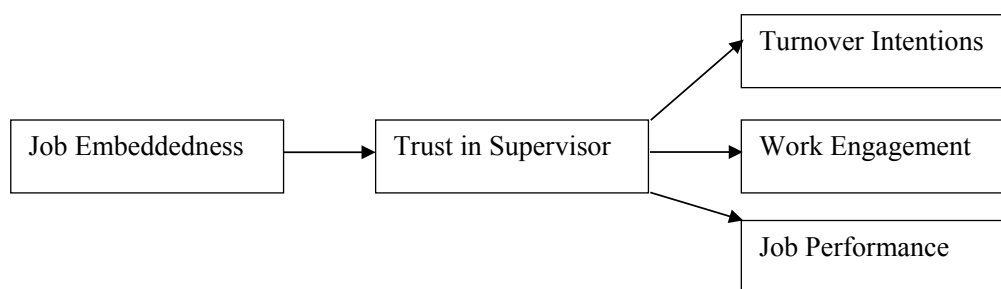 Turnover Intentions
Job Embeddedness
Trust in Supervisor
Work Engagement
Job Performance